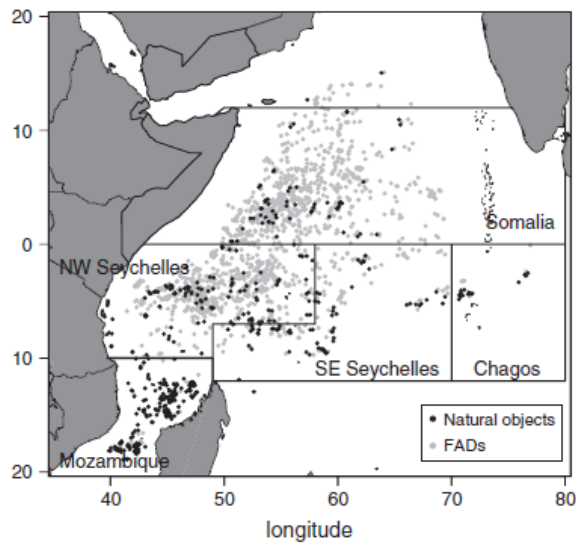 20
10
Somalia
0
NW Seychelles
10
SE Seychelles
Chagos
Natural objects
FADs
Mozambique
20
40
50
60
70
80
longitude